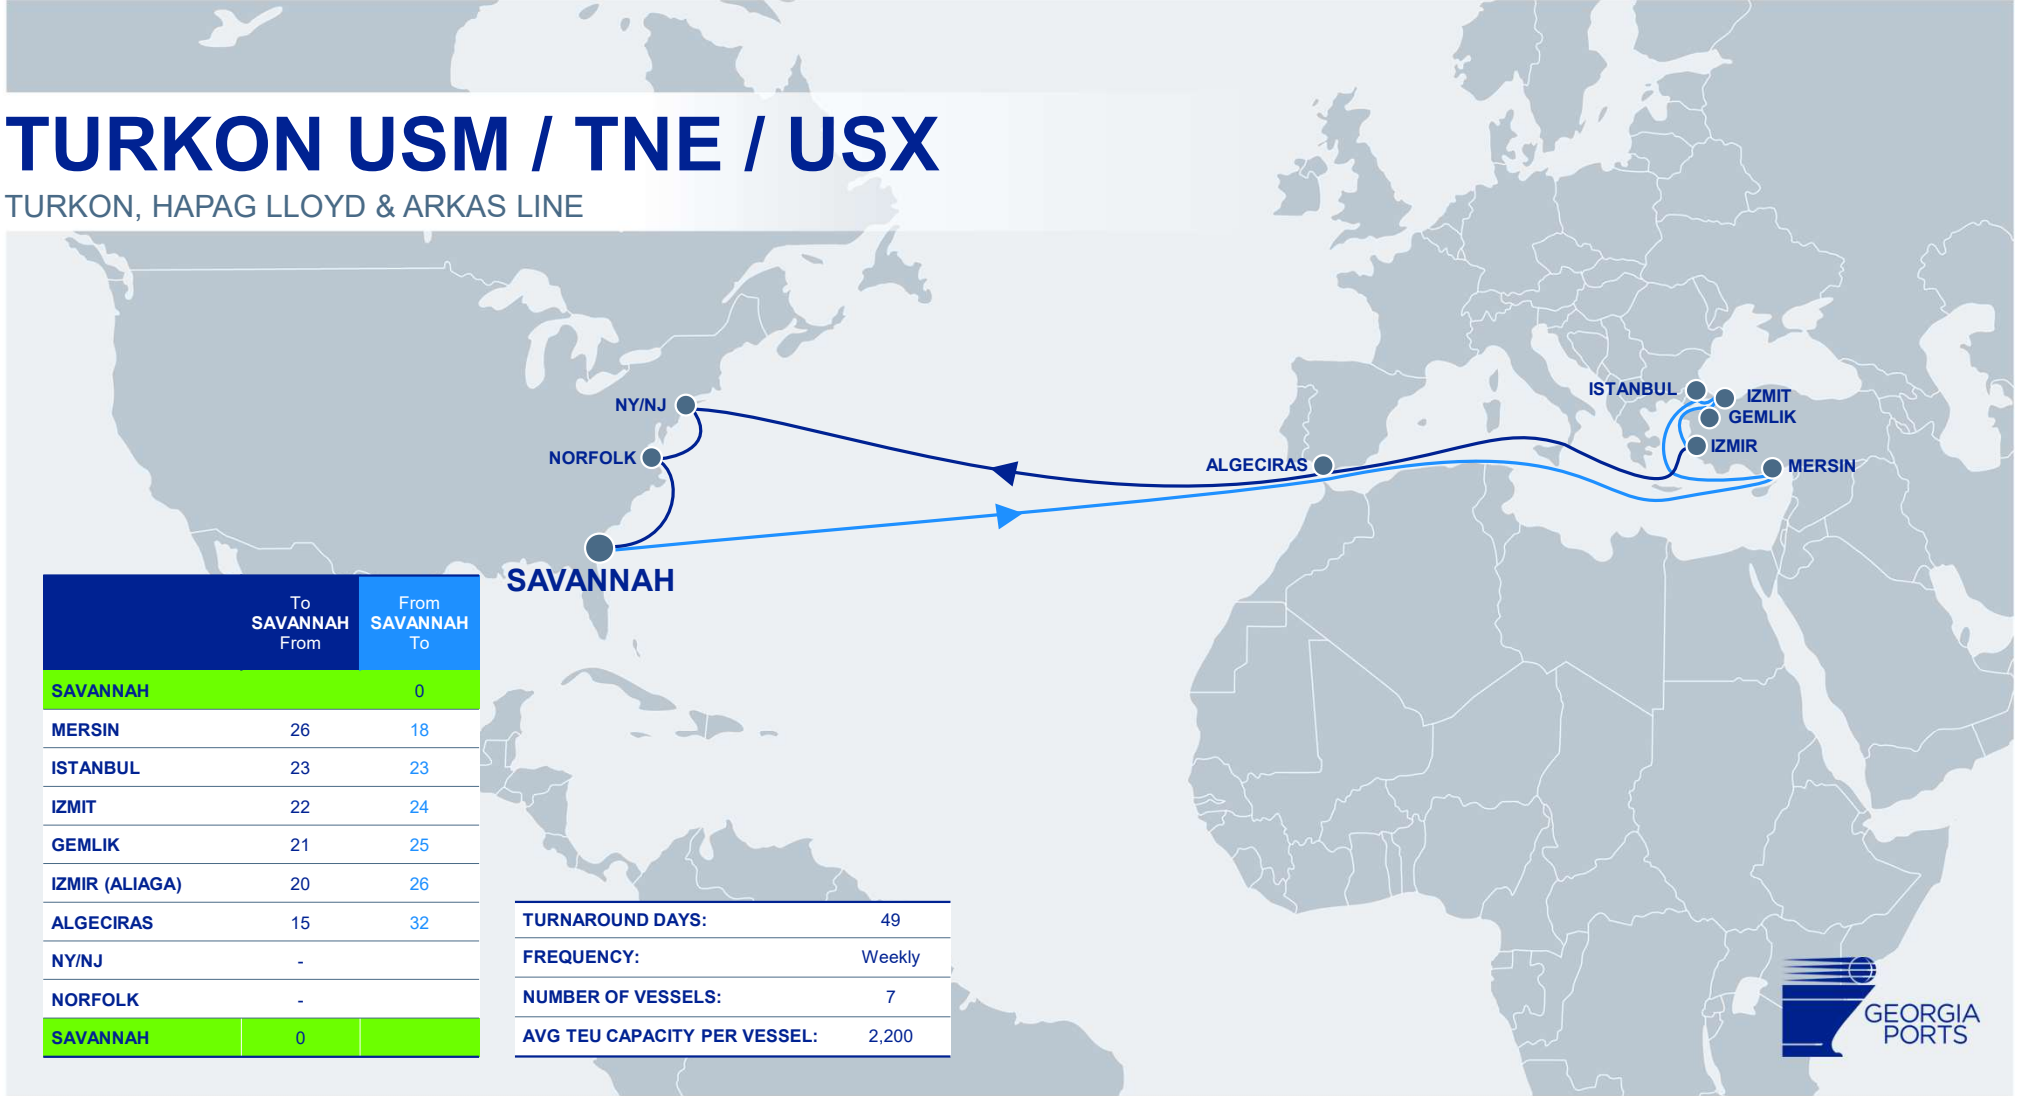 TURKON USM / TNE / USX
TURKON, HAPAG LLOYD & ARKAS LINE
ISTANBUL
IZMIT
GEMLIK
IZMIR
MERSIN
NY/NJ
NORFOLK
ALGECIRAS
SAVANNAH
To SAVANNAH From
From SAVANNAH To
SAVANNAH 0
MERSIN 26 18
ISTANBUL 23 23
IZMIT 22 24
GEMLIK 21 25
IZMIR (ALIAGA) 20 26
ALGECIRAS 15 32
NY/NJ -
NORFOLK -
SAVANNAH 0
TURNAROUND DAYS: 49
FREQUENCY: Weekly
NUMBER OF VESSELS: 7
AVG TEU CAPACITY PER VESSEL: 2,200
GEORGIA
PORTS